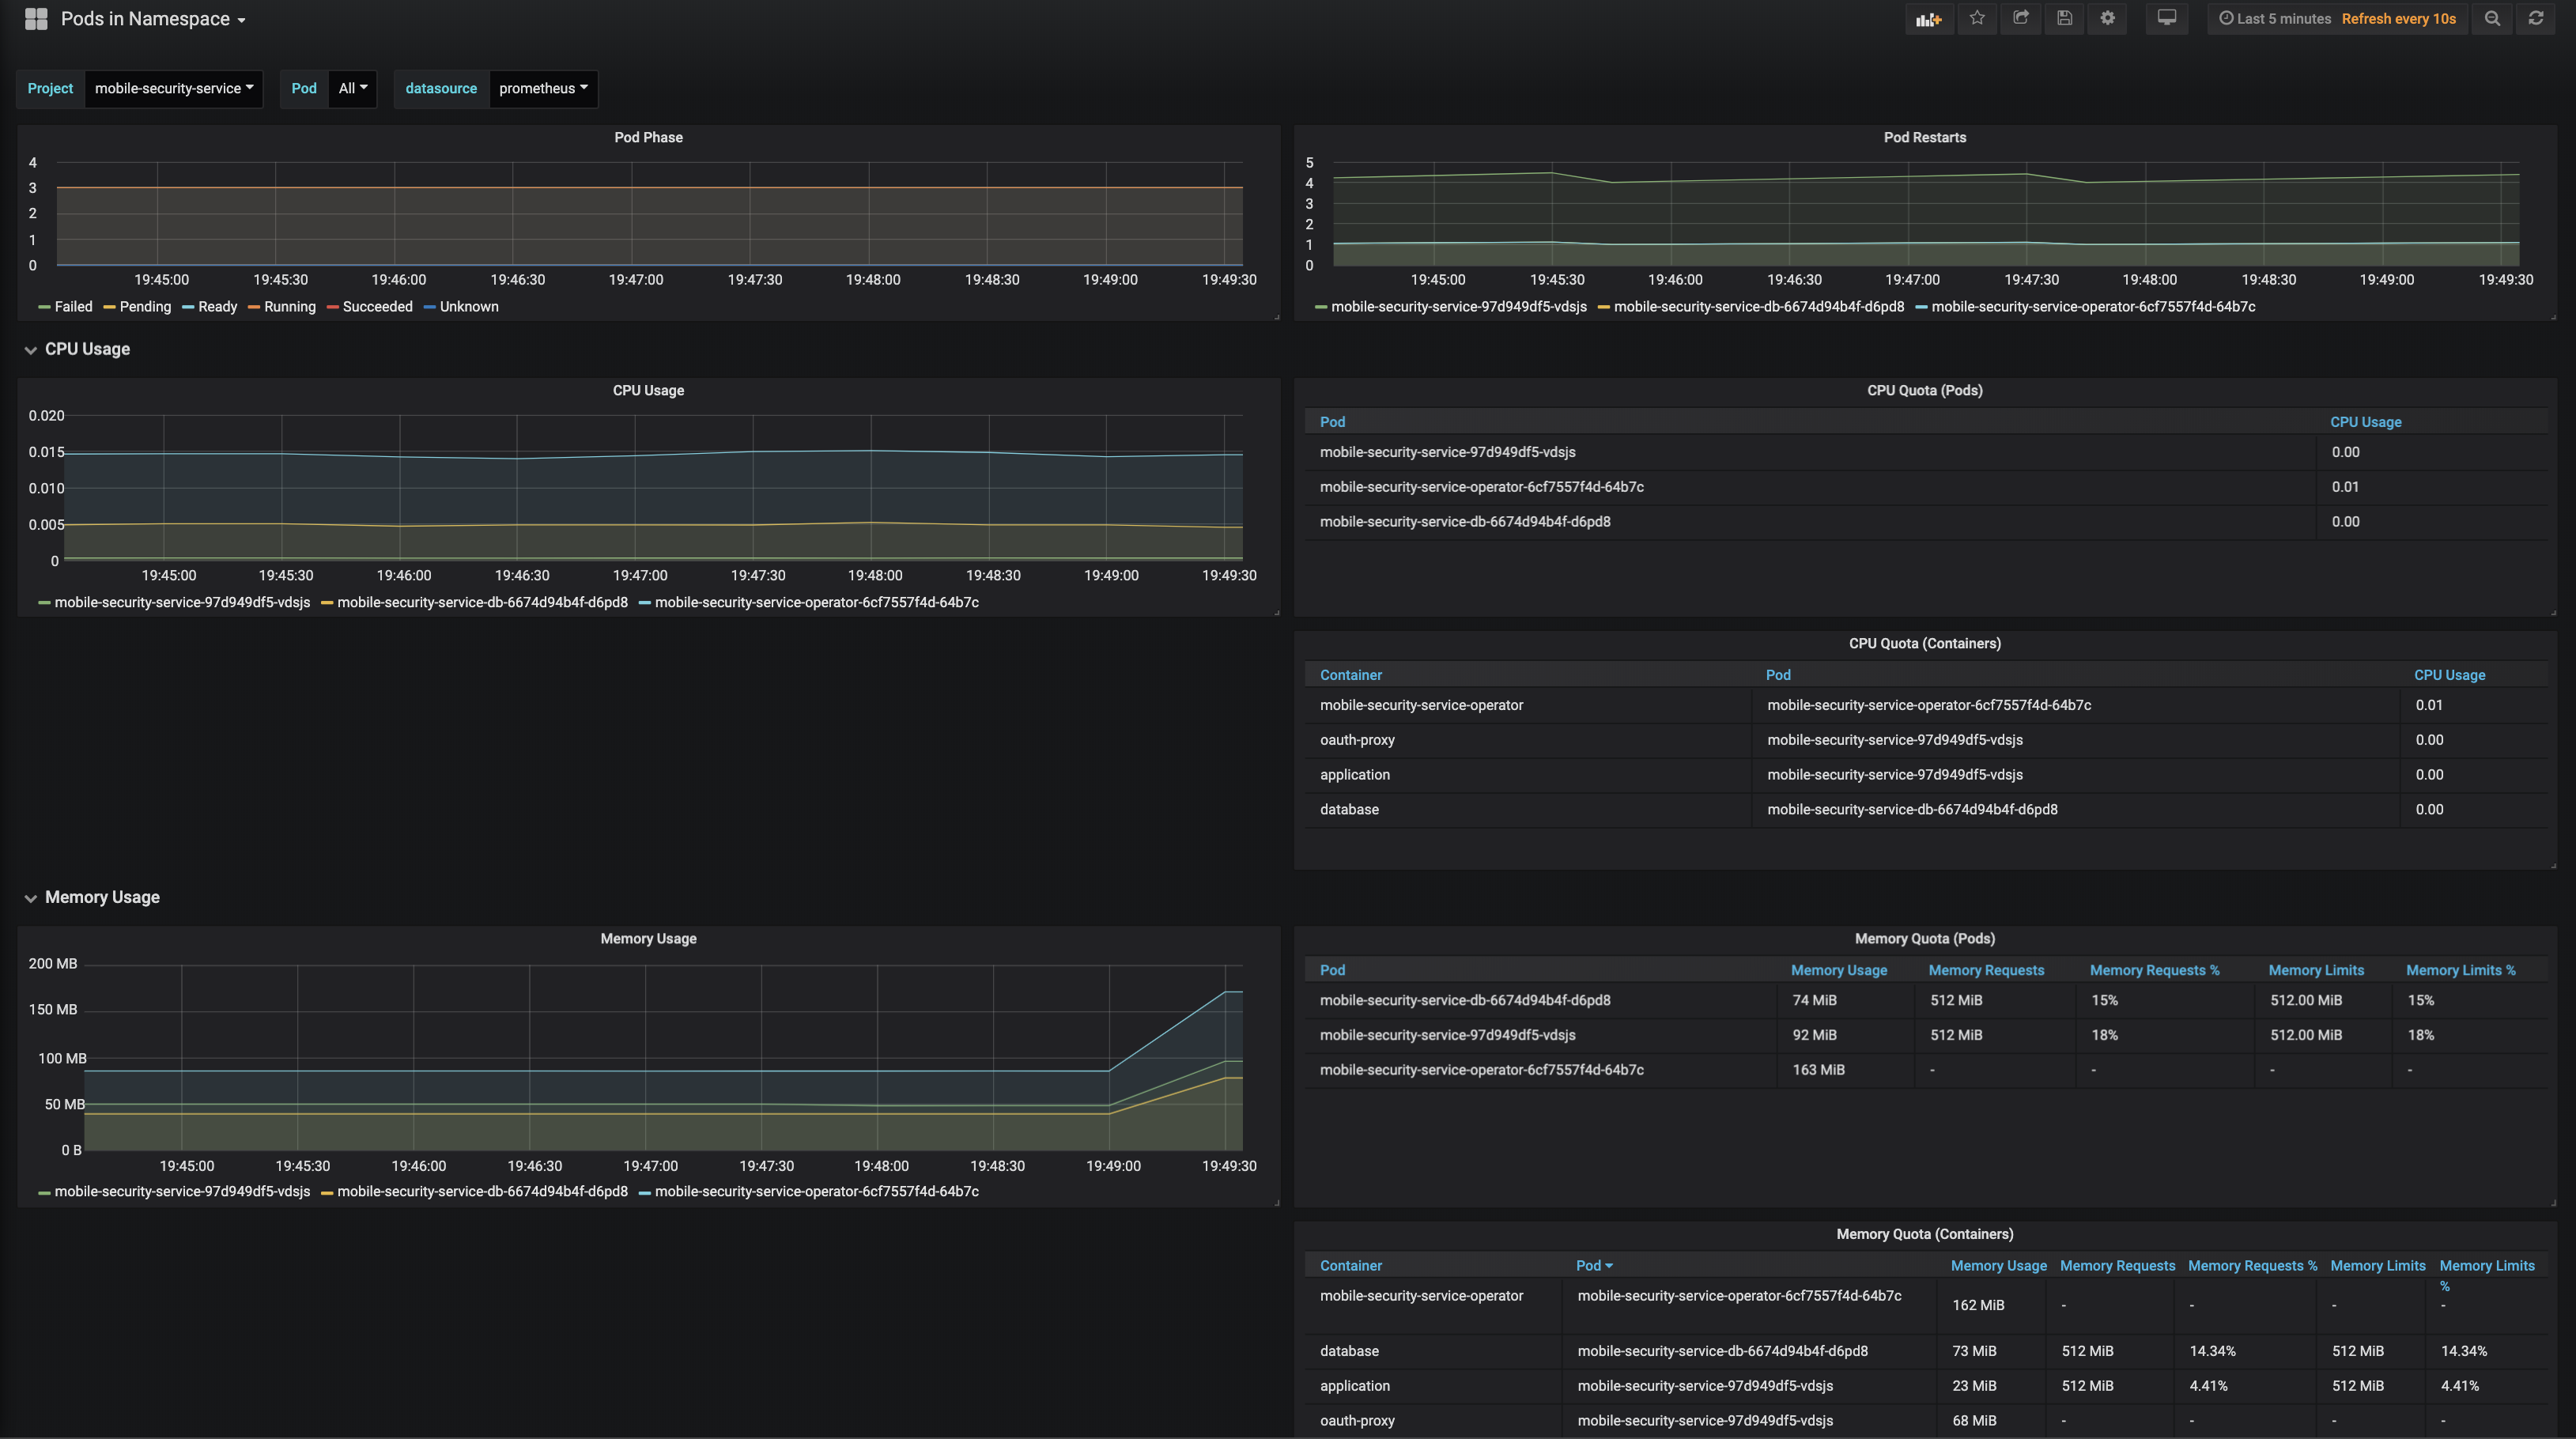 Pods in Namespace
Last 5 minutes Refresh every 10s
Project mobile-security-service Pod All datasource prometheus
Pod Phase
4
3
2
1
0
19:45:00 19:45:30 19:46:00 19:46:30 19:47:00 19:47:30 19:48:00 19:48:30 19:49:00 19:49:30
Failed Pending Ready Running Succeeded Unknown
Pod Restarts
5
4
3
2
1
0
19:45:00 19:45:30 19:46:00 19:46:30 19:47:00 19:47:30 19:48:00 19:48:30 19:49:00 19:49:30
mobile-security-service-97d949df5-vdsjs mobile-security-service-db-6674d94b4f-d6pd8 mobile-security-service-operator-6cf7557f4d-64b7c
CPU Usage
CPU Usage
0.020
0.015
0.010
0.005
0
19:45:00 19:45:30 19:46:00 19:46:30 19:47:00 19:47:30 19:48:00 19:48:30 19:49:00 19:49:30
mobile-security-service-97d949df5-vdsjs mobile-security-service-db-6674d94b4f-d6pd8 mobile-security-service-operator-6cf7557f4d-64b7c
CPU Quota (Pods)
Pod CPU Usage
mobile-security-service-97d949df5-vdsjs 0.00
mobile-security-service-operator-6cf7557f4d-64b7c 0.01
mobile-security-service-db-6674d94b4f-d6pd8 0.00
CPU Quota (Containers)
Container Pod CPU Usage
mobile-security-service-operator mobile-security-service-operator-6cf7557f4d-64b7c 0.01
oauth-proxy mobile-security-service-97d949df5-vdsjs 0.00
application mobile-security-service-97d949df5-vdsjs 0.00
database mobile-security-service-db-6674d94b4f-d6pd8 0.00
Memory Usage
Memory Usage
200 MB
150 MB
100 MB
50 MB
0 B
19:45:00 19:45:30 19:46:00 19:46:30 19:47:00 19:47:30 19:48:00 19:48:30 19:49:00 19:49:30
mobile-security-service-97d949df5-vdsjs mobile-security-service-db-6674d94b4f-d6pd8 mobile-security-service-operator-6cf7557f4d-64b7c
Memory Quota (Pods)
Pod Memory Usage Memory Requests Memory Requests % Memory Limits Memory Limits %
mobile-security-service-db-6674d94b4f-d6pd8 74 MiB 512 MiB 15% 512.00 MiB 15%
mobile-security-service-97d949df5-vdsjs 92 MiB 512 MiB 18% 512.00 MiB 18%
mobile-security-service-operator-6cf7557f4d-64b7c 163 MiB - - - -
Memory Quota (Containers)
Container Pod Memory Usage Memory Requests Memory Requests % Memory Limits Memory Limits
%
mobile-security-service-operator mobile-security-service-operator-6cf7557f4d-64b7c 162 MiB - - - -
database mobile-security-service-db-6674d94b4f-d6pd8 73 MiB 512 MiB 14.34% 512 MiB 14.34%
application mobile-security-service-97d949df5-vdsjs 23 MiB 512 MiB 4.41% 512 MiB 4.41%
oauth-proxy mobile-security-service-97d949df5-vdsjs 68 MiB - - - -